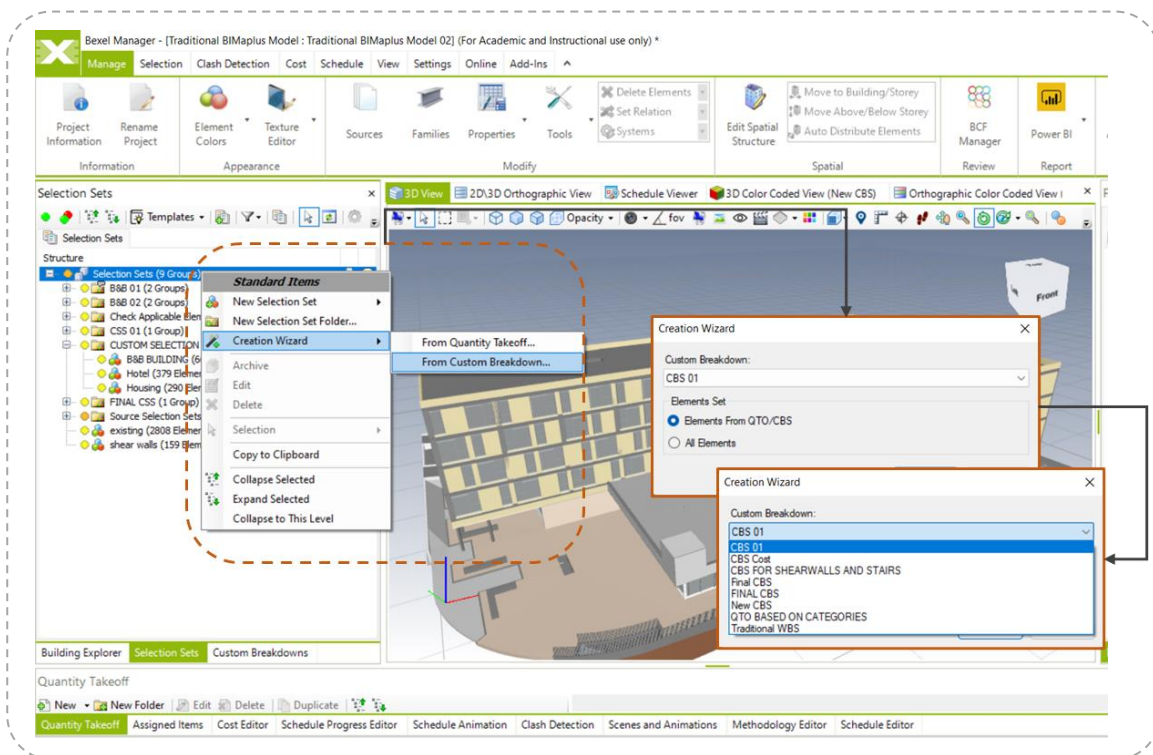 Bexel Manager - [Traditional BIMaplus Model : Traditional BIMaplus Model 02] (For Academic and Instructional use only) *
Manage Selection Clash Detection Cost Schedule View Settings Online Add-Ins
Project Information
Rename Project
Element Colors
Texture Editor
Sources
Families
Properties
Tools
Delete Elements
Set Relation
Systems
Edit Spatial Structure
Move to Building/Storey
Move Above/Below Storey
Auto Distribute Elements
BCF Manager
Power BI
Information
Appearance
Modify
Spatial
Review
Report
Selection Sets
3D View 2D\3D Orthographic View Schedule Viewer 3D Color Coded View (New CBS) Orthographic Color Coded View
Templates
Opacity
fov
Selection Sets
Structure
Selection Sets (9 Groups)
B&B 01 (2 Groups)
B&B 02 (2 Groups)
Check Applicable
CSS 01 (1 Group)
CUSTOM SELECTION
B&B BUILDING
Hotel (379
Housing (290
FINAL CSS (1 Group)
Source Selection Sets
existing (2808
shear walls (159
Standard Items
New Selection Set
New Selection Set Folder...
Creation Wizard
Archive
Edit
Delete
Selection
Copy to Clipboard
Collapse Selected
Expand Selected
Collapse to This Level
From Quantity Takeoff...
From Custom Breakdown...
Front
Creation Wizard
Custom Breakdown:
CBS 01
Elements Set
Elements From QTO/CBS
All Elements
Creation Wizard
Custom Breakdown:
CBS 01
CBS 01
CBS Cost
CBS FOR SHEARWALLS AND STAIRS
Final CBS
FINAL CBS
New CBS
QTO BASED ON CATEGORIES
Traditional WBS
Building Explorer Selection Sets Custom Breakdowns
Quantity Takeoff
New New Folder Edit Delete Duplicate
Quantity Takeoff Assigned Items Cost Editor Schedule Progress Editor Schedule Animation Clash Detection Scenes and Animations Methodology Editor Schedule Editor